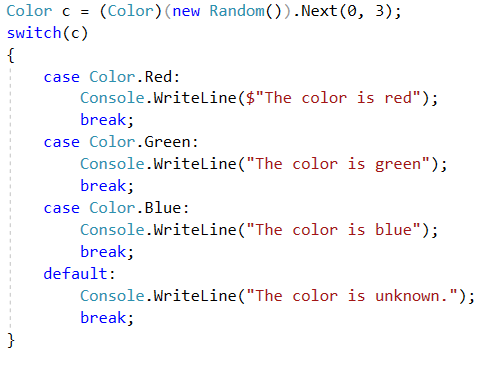 Color c = (Color)(new Random()).Next(0, 3);
switch(c)
{
    case Color.Red:
        Console.WriteLine($"The color is red");
        break;
    case Color.Green:
        Console.WriteLine("The color is green");
        break;
    case Color.Blue:
        Console.WriteLine("The color is blue");
        break;
    default:
        Console.WriteLine("The color is unknown.");
        break;
}